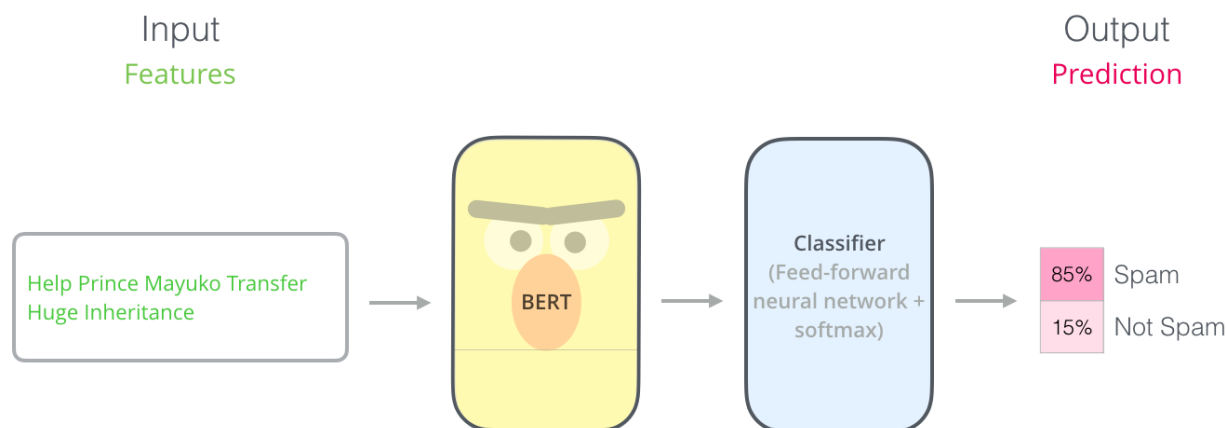 Input
Features
Output
Prediction
Help Prince Mayuko Transfer
Huge Inheritance
BERT
Classifier
(Feed-forward
neural network +
softmax)
85% Spam
15% Not Spam